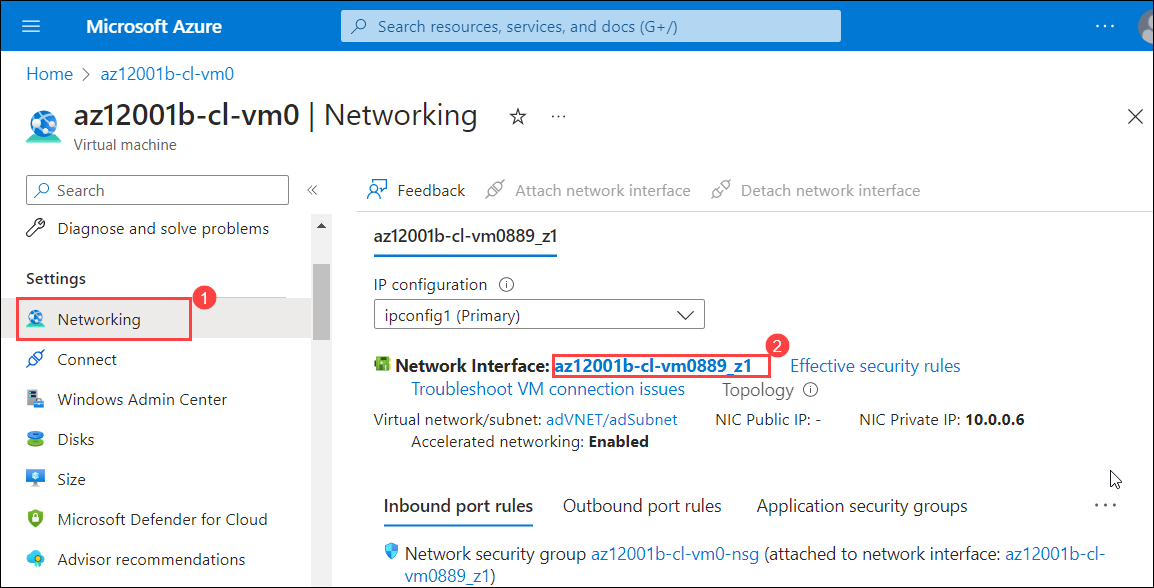 Microsoft Azure
Search resources, services, and docs (G+/)
Home > az12001b-cl-vm0
az12001b-cl-vm0 | Networking
Virtual machine
Search
Feedback
Attach network interface
Detach network interface
Diagnose and solve problems
Settings
Networking
1
Connect
Windows Admin Center
Disks
Size
Microsoft Defender for Cloud
Advisor recommendations
az12001b-cl-vm0889_z1
IP configuration
ipconfig1 (Primary)
2
Network Interface: az12001b-cl-vm0889_z1 Effective security rules
Troubleshoot VM connection issues Topology
Virtual network/subnet: adVNET/adSubnet NIC Public IP: - NIC Private IP: 10.0.0.6
Accelerated networking: Enabled
Inbound port rules Outbound port rules Application security groups
Network security group az12001b-cl-vm0-nsg (attached to network interface: az12001b-cl-
vm0889_z1)